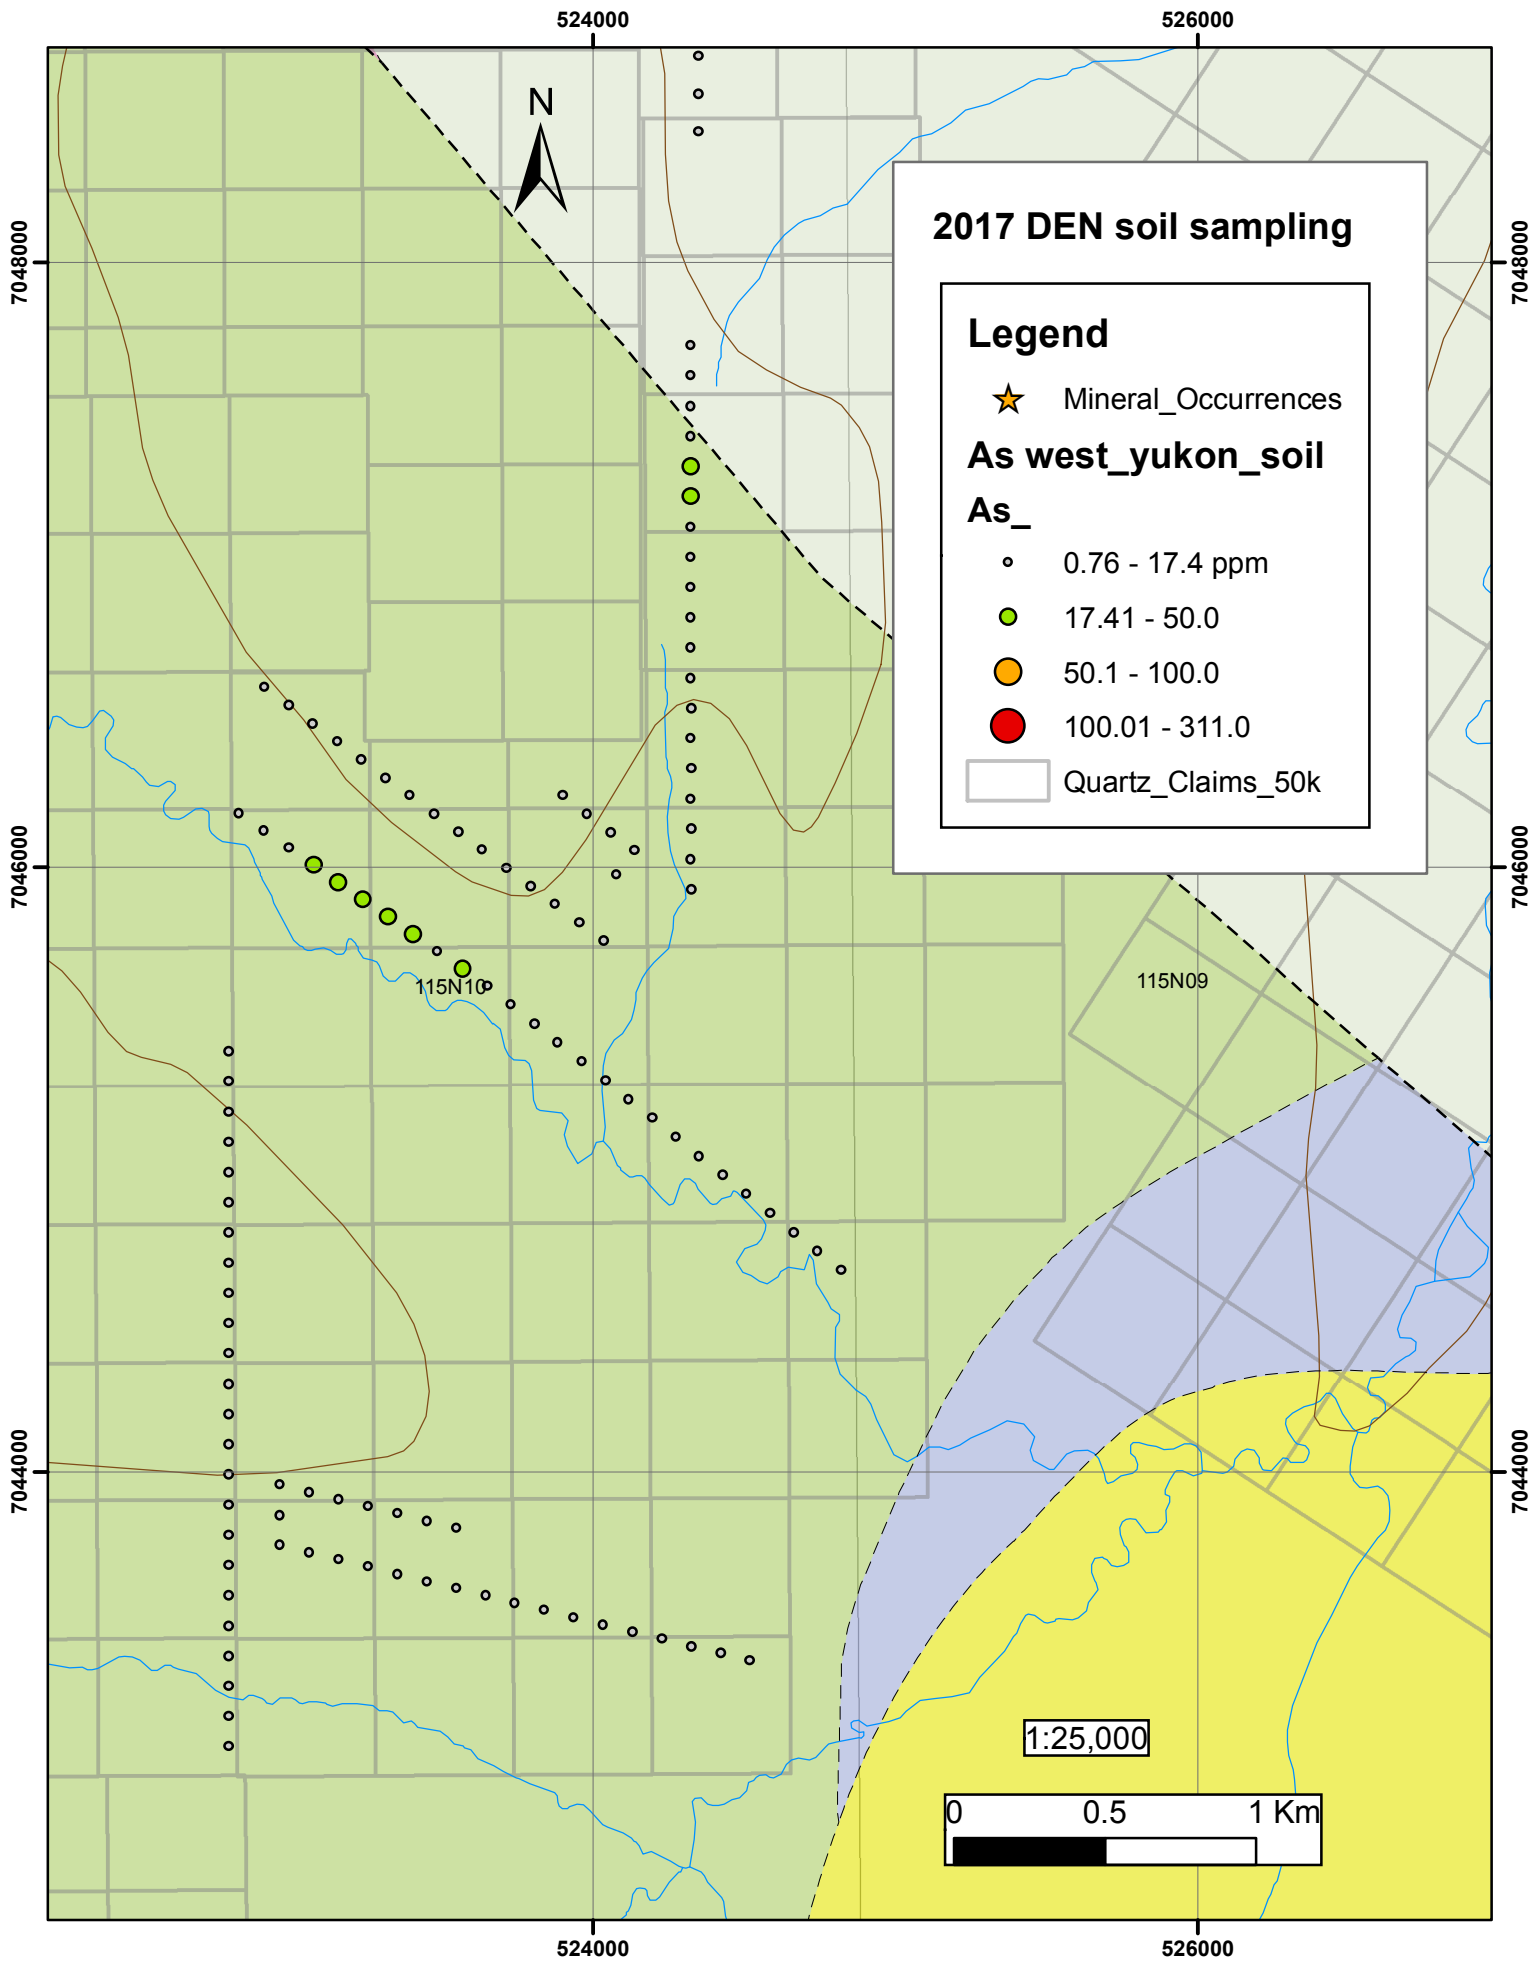 524000 526000
N
2017 DEN soil sampling
7048000 7048000
Legend
Mineral_Occurrences
As west_yukon_soil
As_
0.76 - 17.4 ppm
17.41 - 50.0
50.1 - 100.0
100.01 - 311.0
Quartz_Claims_50k
7046000 7046000
115N10 115N09
7044000 7044000
1:25,000
0 0.5 1 Km
524000 526000